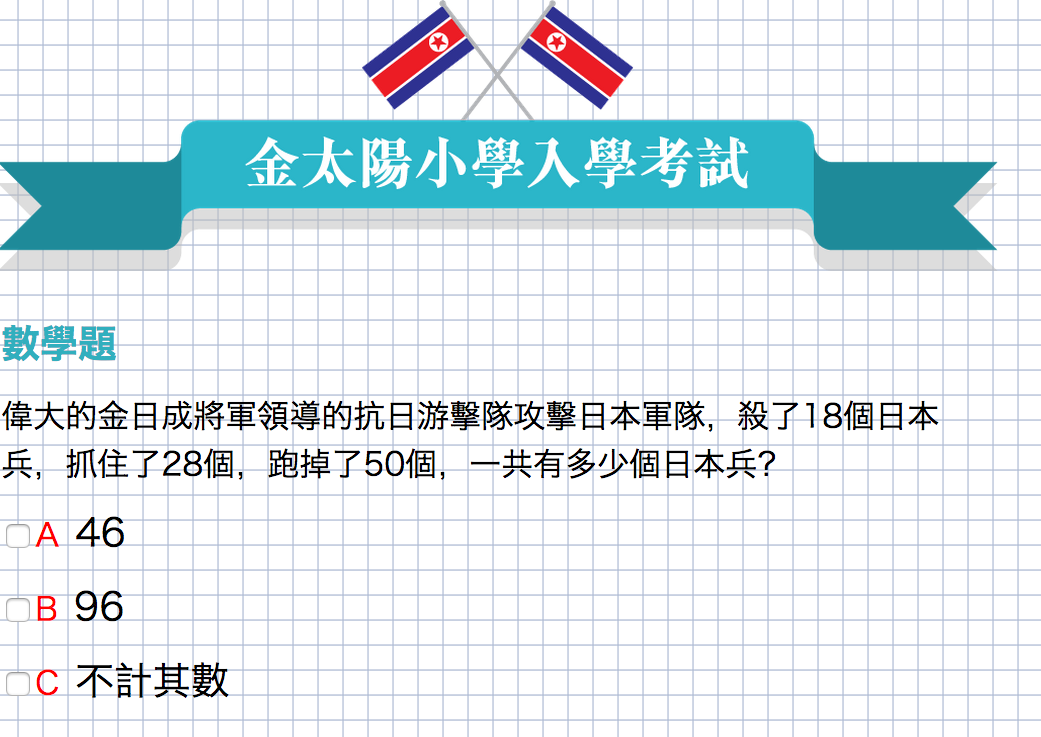 金太陽小學入學考試
數學題
偉大的金日成將軍領導的抗日游擊隊攻擊日本軍隊，殺了18個日本
兵，抓住了28個，跑掉了50個，一共有多少個日本兵？
A 46
B 96
C 不計其數